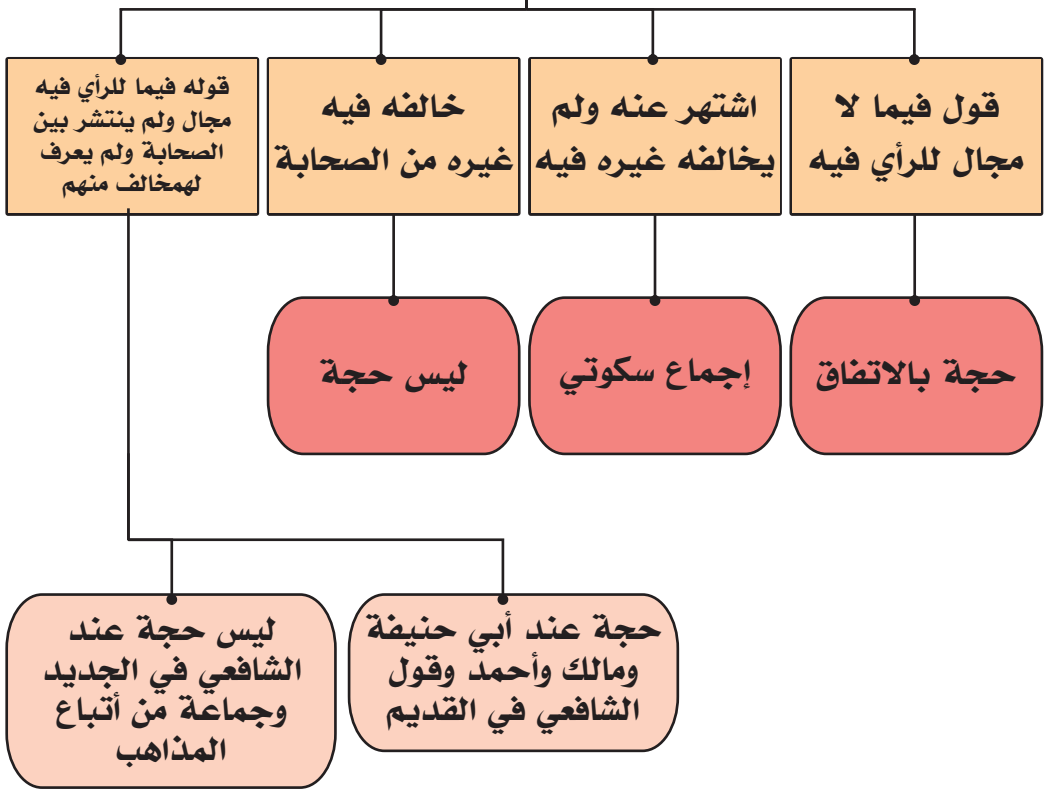 قول فيما لا
مجال للرأي فيه
اشتهر عنه ولم
يخالفه غيره فيه
خالفه فيه
غيره من الصحابة
قوله فيما للرأي فيه
مجال ولم ينتشر بين
الصحابة ولم يعرف
لهمخالف منهم
حجة بالاتفاق
إجماع سكوتي
ليس حجة
حجة عند أبي حنيفة
ومالك وأحمد وقول
الشافعي في القديم
ليس حجة عند
الشافعي في الجديد
وجماعة من أتباع
المذاهب